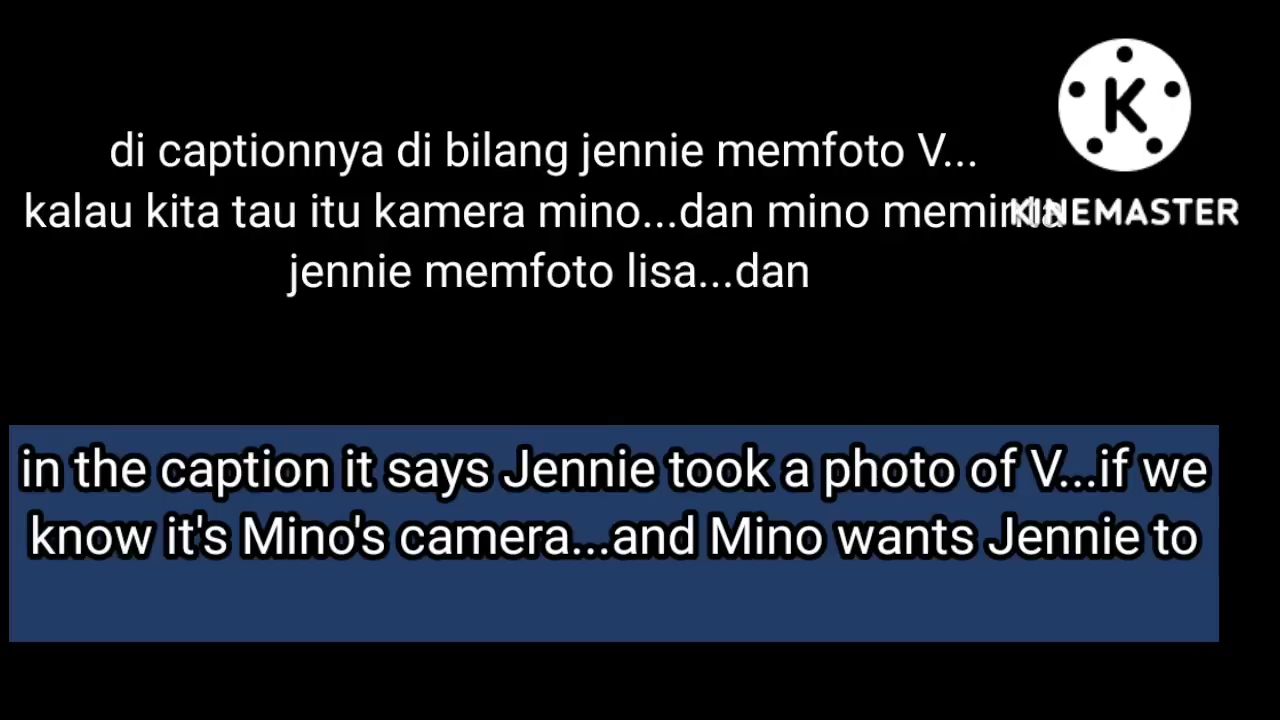 di captionnya di bilang jennie memfoto V...
kalau kita tau itu kamera mino...dan mino meminta
jennie memfoto lisa...dan
K
KINEMASTER
in the caption it says Jennie took a photo of V...if we
know it's Mino's camera...and Mino wants Jennie to